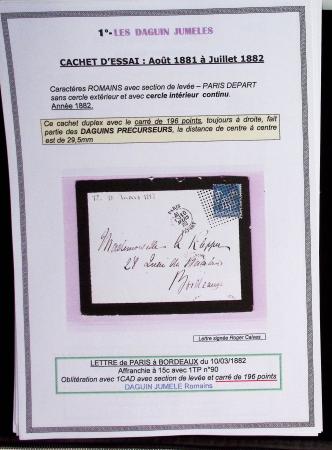 1°- LES DAGUIN JUMELES
CACHET D'ESSAI : Août 1881 à Juillet 1882
Caractères ROMAINS avec section de levée – PARIS DEPART
sans cercle extérieur et avec cercle intérieur continu.
Année 1882.
Ce cachet duplex avec le carré de 196 points, toujours à droite, fait
partie des DAGUINS PRECURSEURS, la distance de centre à centre
est de 29,5mm
Mademoiselle
28 Quai des
Bordeaux
Lettre signée Roger Calves
LETTRE de PARIS à BORDEAUX du 10/03/1882
Affranchie à 15c avec 1TP n°90
Oblitération avec 1CAD avec section de levée et carré de 196 points
DAGUIN JUMELE Romains